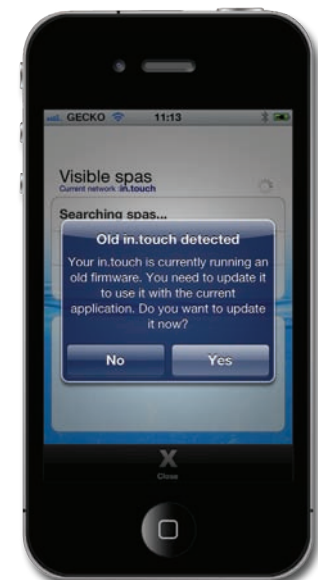 GECKO 11:13
Visible spas
Current network :in.touch
Searching spas...
Old in.touch detected
Your in.touch is currently running an
old firmware. You need to update it
to use it with the current
application. Do you want to update
it now?
No Yes
X
Close